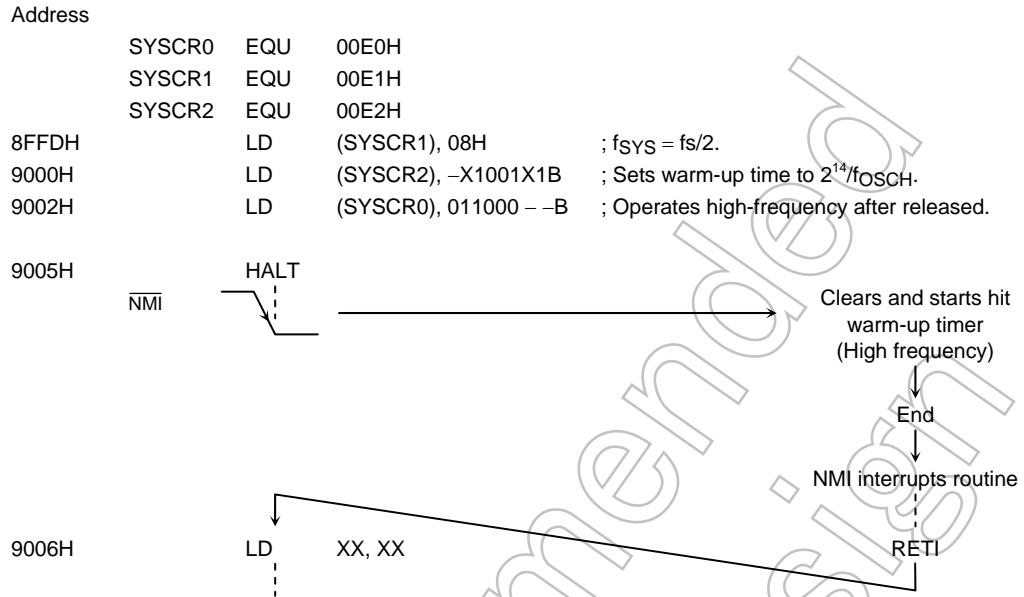 Address
SYSCR0 EQU 00E0H
SYSCR1 EQU 00E1H
SYSCR2 EQU 00E2H
8FFDH LD (SYSCR1), 08H ; fSYS = fs/2.
9000H LD (SYSCR2), −X1001X1B ; Sets warm-up time to 2^14/fOSCH.
9002H LD (SYSCR0), 011000 − −B ; Operates high-frequency after released.
9005H HALT
NMI
Clears and starts hit
warm-up timer
(High frequency)
End
NMI interrupts routine
9006H LD XX, XX RETI
mended
sign